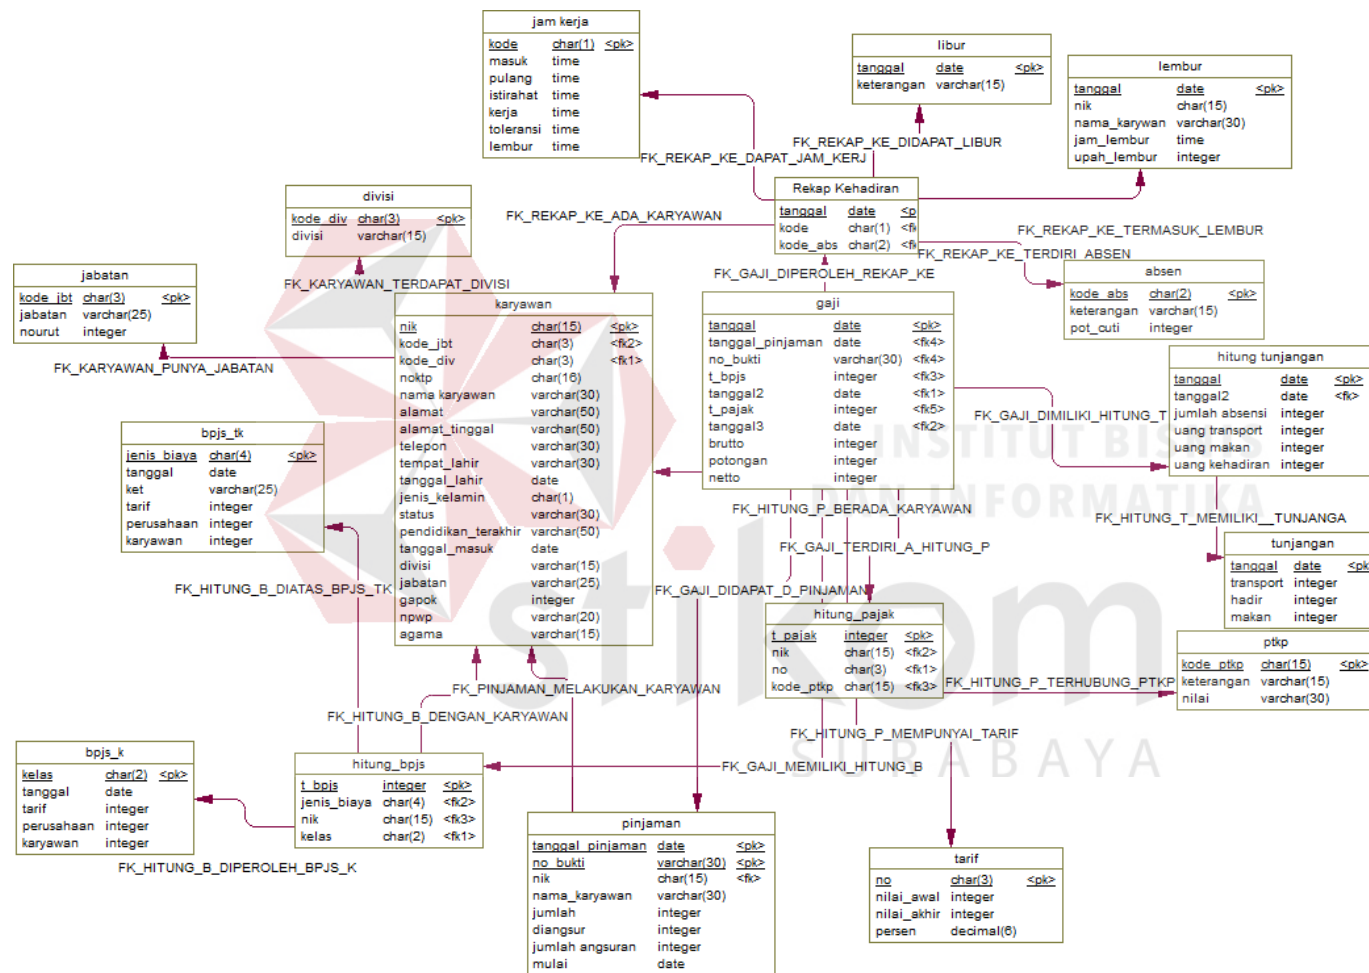 jam kerja
kode char(1) <pk>
masuk time
pulang time
istirahat time
kerja time
toleransi time
lembur time
libur
tanggal date <pk>
keterangan varchar(15)
lembur
tanggal date <pk>
nik char(15)
nama_karywan varchar(30)
jam_lembur time
upah_lembur integer
FK_REKAP_KE_DIDAPAT_LIBUR
FK_REKAP_KE_DAPAT_JAM_KERJ
Rekap Kehadiran
tanggal date <p
kode char(1) <fk
kode_abs char(2) <fk
FK_REKAP_KE_ADA_KARYAWAN
FK_REKAP_KE_TERMASUK_LEMBUR
FK_REKAP_KE_TERDIRI_ABSEN
FK_GAJI_DIPEROLEH_REKAP_KE
divisi
kode_div char(3) <pk>
divisi varchar(15)
FK_KARYAWAN_TERDAPAT_DIVISI
jabatan
kode_jbt char(3) <pk>
jabatan varchar(25)
nourut integer
FK_KARYAWAN_PUNYA_JABATAN
absen
kode_abs char(2) <pk>
keterangan varchar(15)
pot_cuti integer
karyawan
nik char(15) <pk>
kode_jbt char(3) <fk2>
kode_div char(3) <fk1>
noktp char(16)
nama karyawan varchar(30)
alamat varchar(50)
alamat_tinggal varchar(50)
telepon varchar(30)
tempat_lahir varchar(30)
tanggal_lahir date
jenis_kelamin char(1)
status varchar(30)
pendidikan_terakhir varchar(50)
tanggal_masuk date
divisi varchar(15)
jabatan varchar(25)
gapok integer
npwp varchar(20)
agama varchar(15)
gaji
tanggal date <pk>
tanggal_pinjaman date <fk4>
no_bukti varchar(30) <fk4>
t_bpjs integer <fk3>
tanggal2 date <fk1>
t_pajak integer <fk5>
tanggal3 date <fk2>
brutto integer
potongan integer
netto integer
hitung tunjangan
tanggal date <pk>
tanggal2 date <fk>
jumlah absensi integer
uang transport integer
uang makan integer
uang kehadiran integer
FK_GAJI_DIMILIKI_HITUNG_T
INSTITUT BISNIS
DAN INFORMATIKA
stikom
SURABAYA
bpjs_tk
jenis_biaya char(4) <pk>
tanggal date
ket varchar(25)
tarif integer
perusahaan integer
karyawan integer
FK_HITUNG_P_BERADA_KARYAWAN
FK_GAJI_TERDIRI_A_HITUNG_P
FK_HITUNG_T_MEMILIKI__TUNJANGA
tunjangan
tanggal date <pk
transport integer
hadir integer
makan integer
FK_HITUNG_B_DIATAS_BPJS_TK
FK_GAJI_DIDAPAT_D_PINJAMAN
hitung_pajak
t_pajak integer <pk>
nik char(15) <fk2>
no char(3) <fk1>
kode_ptkp char(15) <fk3>
ptkp
kode_ptkp char(15) <pk>
keterangan varchar(15)
nilai varchar(30)
FK_HITUNG_P_TERHUBUNG_PTKP
FK_PINJAMAN_MELAKUKAN_KARYAWAN
FK_HITUNG_B_DENGAN_KARYAWAN
FK_HITUNG_P_MEMPUNYAI_TARIF
FK_GAJI_MEMILIKI_HITUNG_B
bpjs_k
kelas char(2) <pk>
tanggal date
tarif integer
perusahaan integer
karyawan integer
hitung_bpjs
t_bpjs integer <pk>
jenis_biaya char(4) <fk2>
nik char(15) <fk3>
kelas char(2) <fk1>
FK_HITUNG_B_DIPEROLEH_BPJS_K
pinjaman
tanggal_pinjaman date <pk>
no_bukti varchar(30) <pk>
nik char(15) <fk>
nama_karyawan varchar(30)
jumlah integer
diangsur integer
jumlah angsuran integer
mulai date
tarif
no char(3) <pk>
nilai_awal integer
nilai_akhir integer
persen decimal(6)